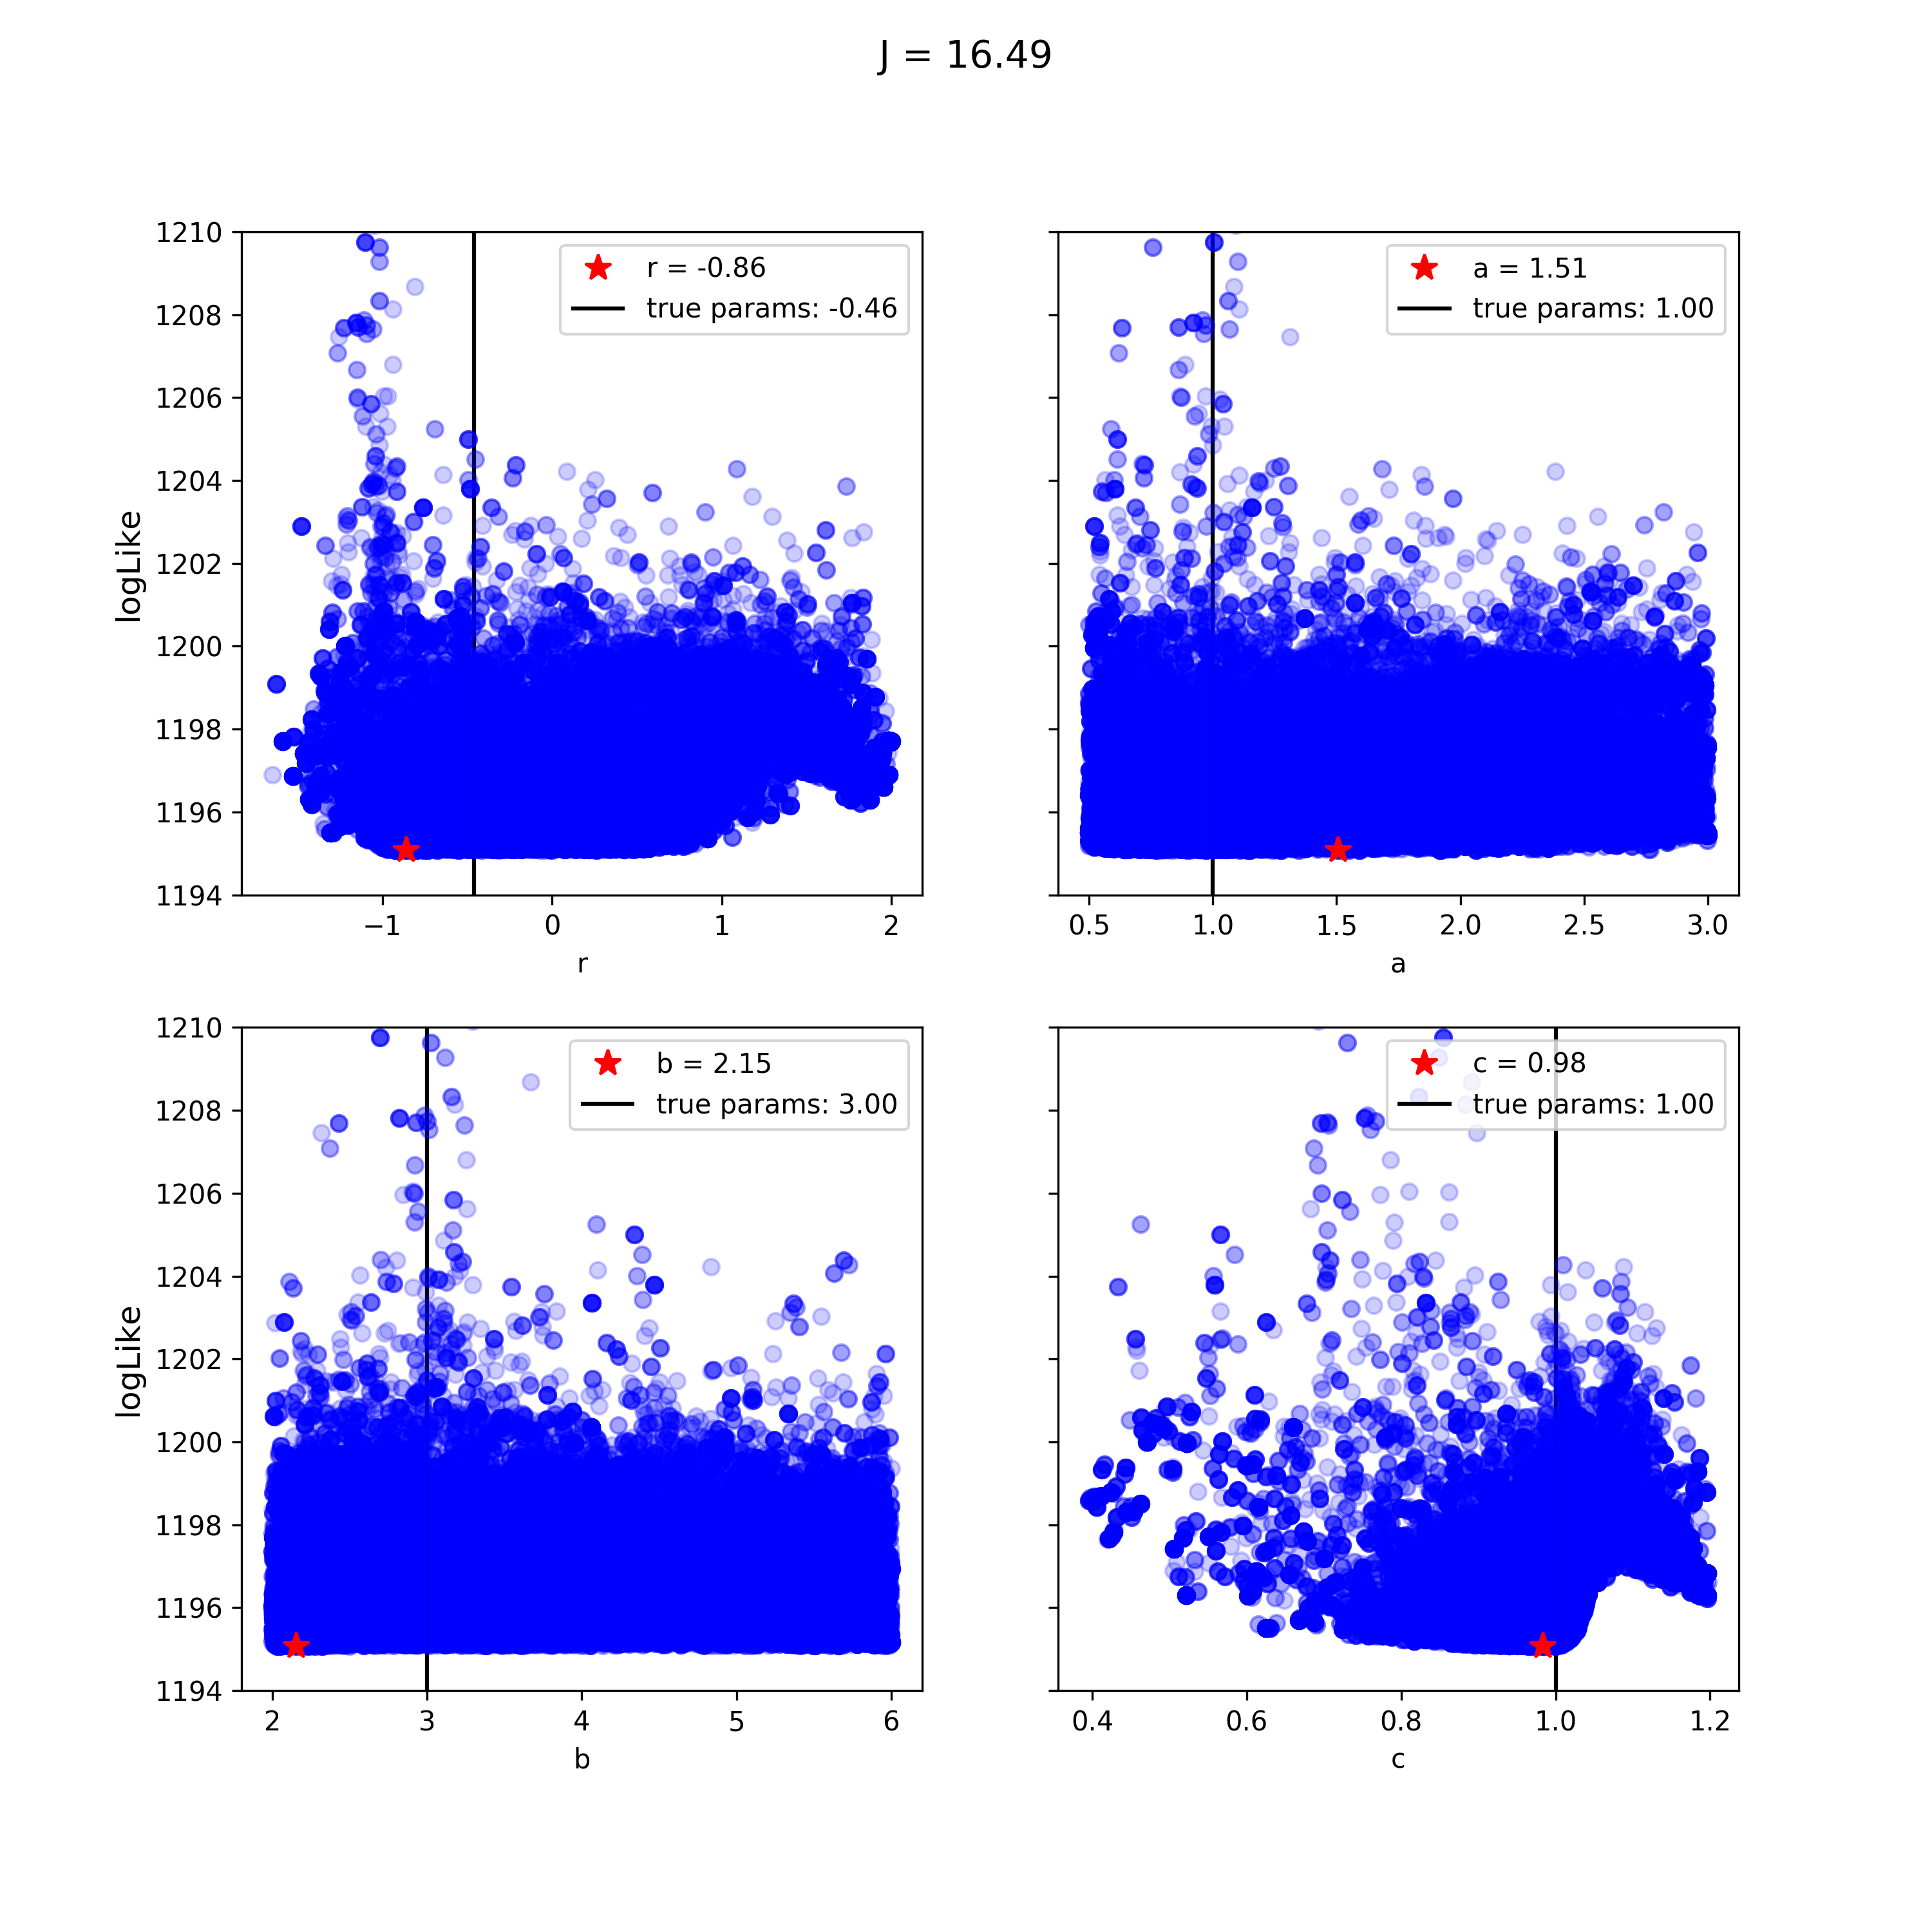 J = 16.49
1210
1208
1206
1204
1202
1200
1198
1196
1194
logLike
r = -0.86
true params: -0.46
−1
0
1
2
r
a = 1.51
true params: 1.00
0.5
1.0
1.5
2.0
2.5
3.0
a
1210
1208
1206
1204
1202
1200
1198
1196
1194
logLike
b = 2.15
true params: 3.00
2
3
4
5
6
b
c = 0.98
true params: 1.00
0.4
0.6
0.8
1.0
1.2
c